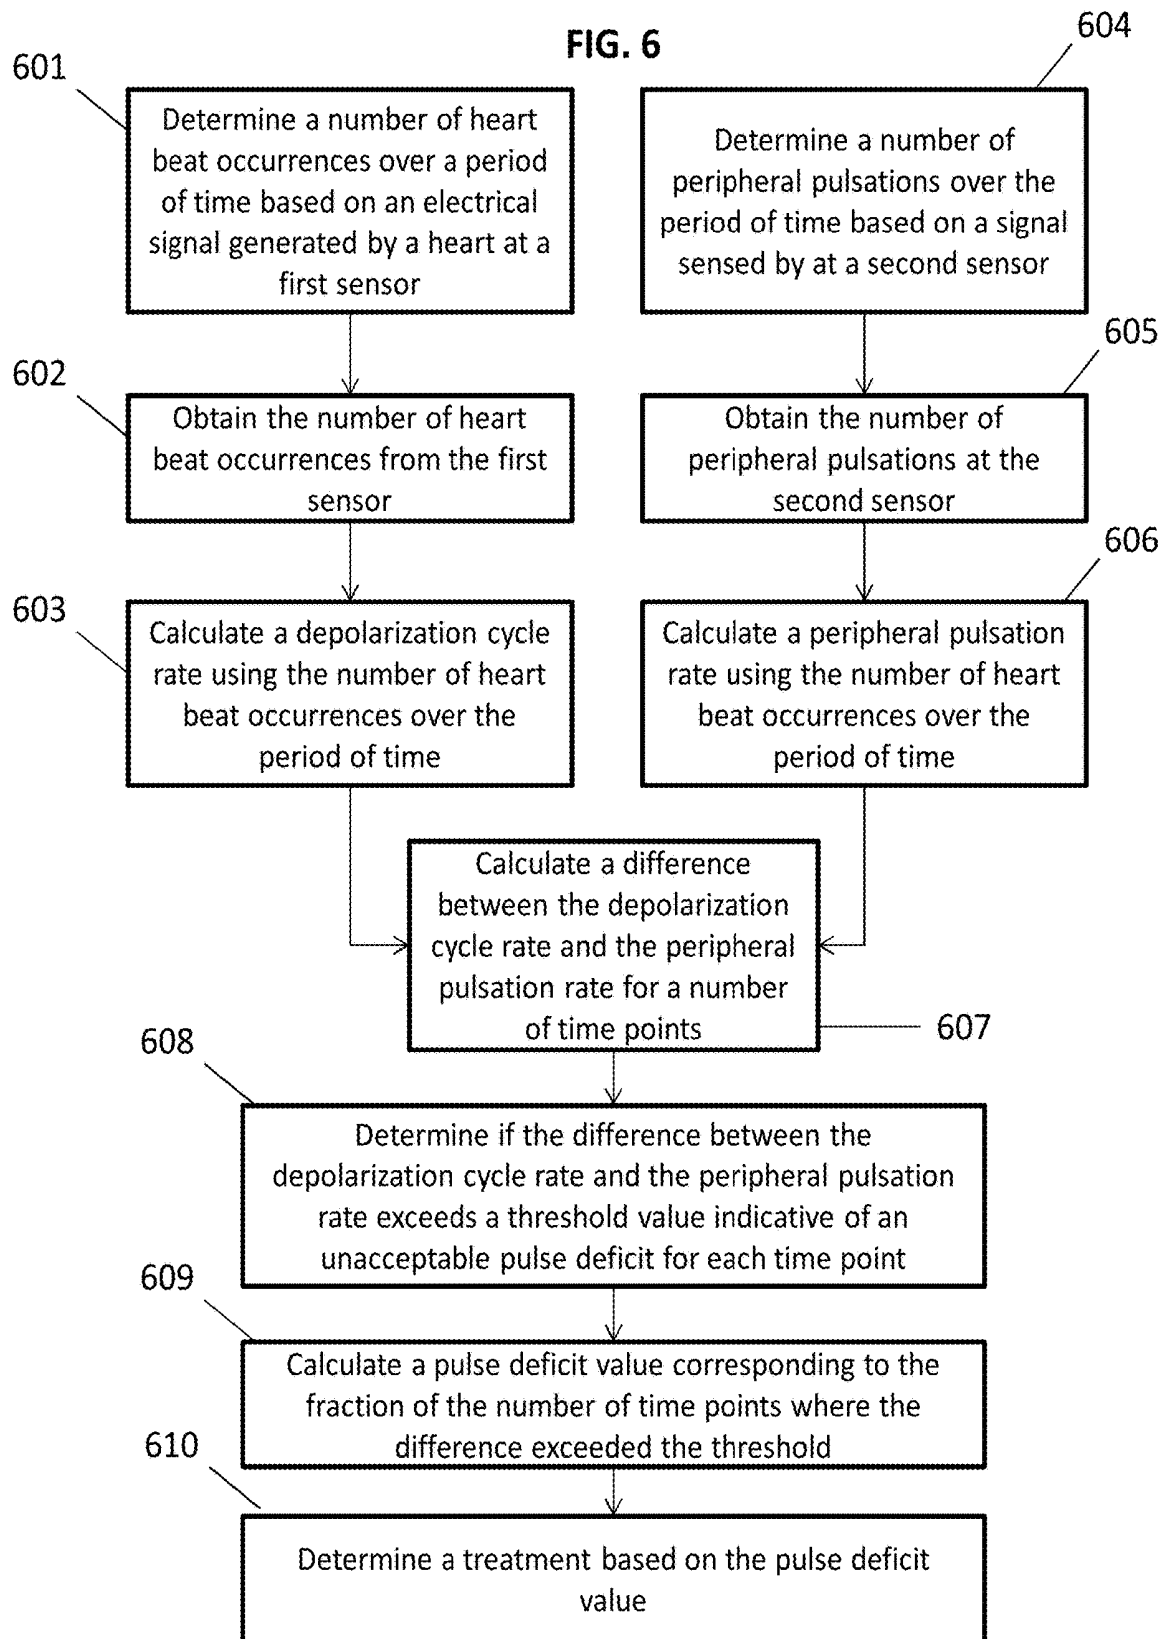 FIG. 6
601
Determine a number of heart
beat occurrences over a period
of time based on an electrical
signal generated by a heart at a
first sensor
604
Determine a number of
peripheral pulsations over the
period of time based on a signal
sensed by at a second sensor
602
Obtain the number of heart
beat occurrences from the first
sensor
605
Obtain the number of
peripheral pulsations at the
second sensor
603
Calculate a depolarization cycle
rate using the number of heart
beat occurrences over the
period of time
606
Calculate a peripheral pulsation
rate using the number of heart
beat occurrences over the
period of time
Calculate a difference
between the depolarization
cycle rate and the peripheral
pulsation rate for a number
of time points
607
608
Determine if the difference between the
depolarization cycle rate and the peripheral pulsation
rate exceeds a threshold value indicative of an
unacceptable pulse deficit for each time point
609
Calculate a pulse deficit value corresponding to the
fraction of the number of time points where the
difference exceeded the threshold
610
Determine a treatment based on the pulse deficit
value